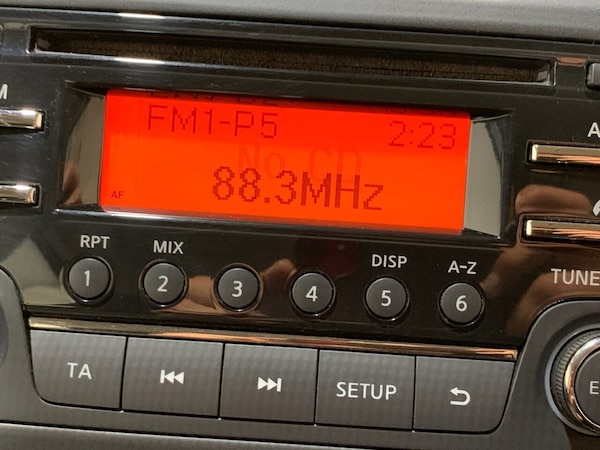 M
FM1-P5 2:23
No CD
88.3MHz
AF
A
RPT MIX DISP A-Z
1 2 3 4 5 6
TUNE
TA SETUP
E